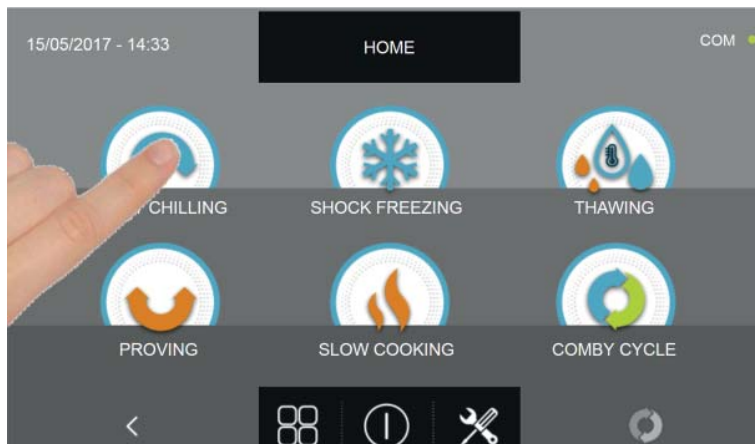 15/05/2017 - 14:33
HOME
COM
CHILLING
SHOCK FREEZING
THAWING
PROVING
SLOW COOKING
COMBY CYCLE